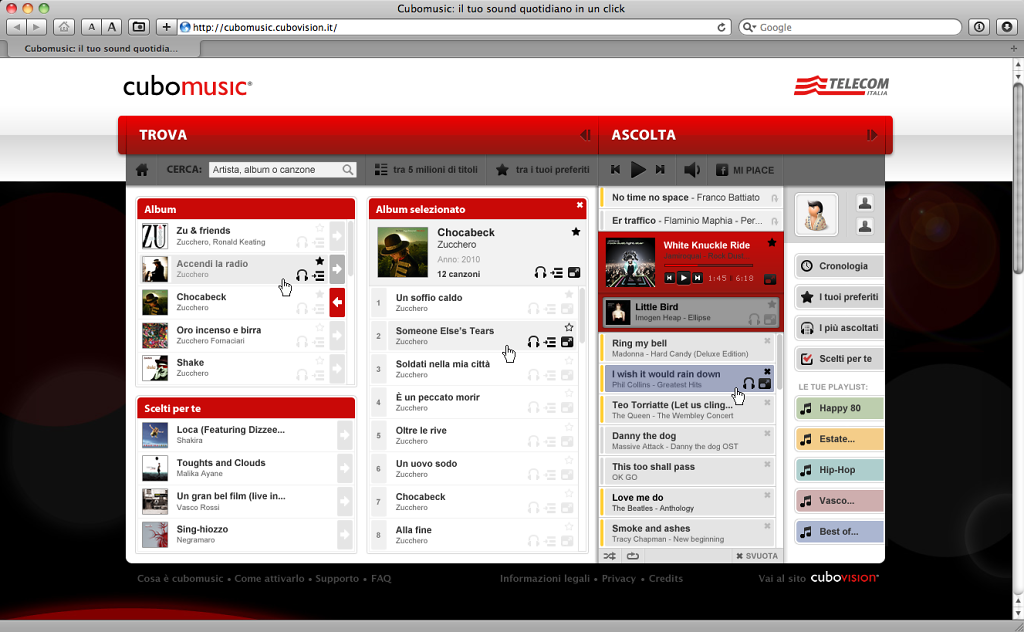 Cubomusic: il tuo sound quotidiano in un click
A A
http://cubomusic.cubovision.it/
Google
Cubomusic: il tuo sound quotidia...
cubomusic
TELECOM
ITALIA
TROVA
ASCOLTA
CERCA: Artista, album o canzone
tra 5 milioni di titoli
tra i tuoi preferiti
MI PIACE
Album
Zu & friends
Zucchero, Ronald Keating
Accendi la radio
Zucchero
Chocabeck
Zucchero
Oro incenso e birra
Zucchero Fornaciari
Shake
Zucchero
Scelti per te
Loca (Featuring Dizzee...
Shakira
Toughts and Clouds
Malika Ayane
Un gran bel film (live in...
Vasco Rossi
Sing-hiozzo
Negramaro
Album selezionato
Chocabeck
Zucchero
Anno: 2010
12 canzoni
1 Un soffio caldo
Zucchero
2 Someone Else's Tears
Zucchero
3 Soldati nella mia città
Zucchero
4 È un peccato morir
Zucchero
5 Oltre le rive
Zucchero
6 Un uovo sodo
Zucchero
7 Chocabeck
Zucchero
8 Alla fine
Zucchero
No time no space - Franco Battiato
Er traffico - Flaminio Maphia - Per...
White Knuckle Ride
1:45 | 6:18
Little Bird
Imogen Heap - Ellipse
Ring my bell
Madonna - Hard Candy (Deluxe Edition)
I wish it would rain down
Phil Collins - Greatest Hits
Teo Torriatte (Let us cling...
The Queen - The Wembley Concert
Danny the dog
Massive Attack - Danny the dog OST
This too shall pass
OK GO
Love me do
The Beatles - Anthology
Smoke and ashes
Tracy Chapman - New beginning
SVUOTA
Cronologia
I tuoi preferiti
I più ascoltati
Scelti per te
LE TUE PLAYLIST:
Happy 80
Estate...
Hip-Hop
Vasco...
Best of...
Cosa è cubomusic • Come attivarlo • Supporto • FAQ
Informazioni legali • Privacy • Credits
Vai al sito cubovision